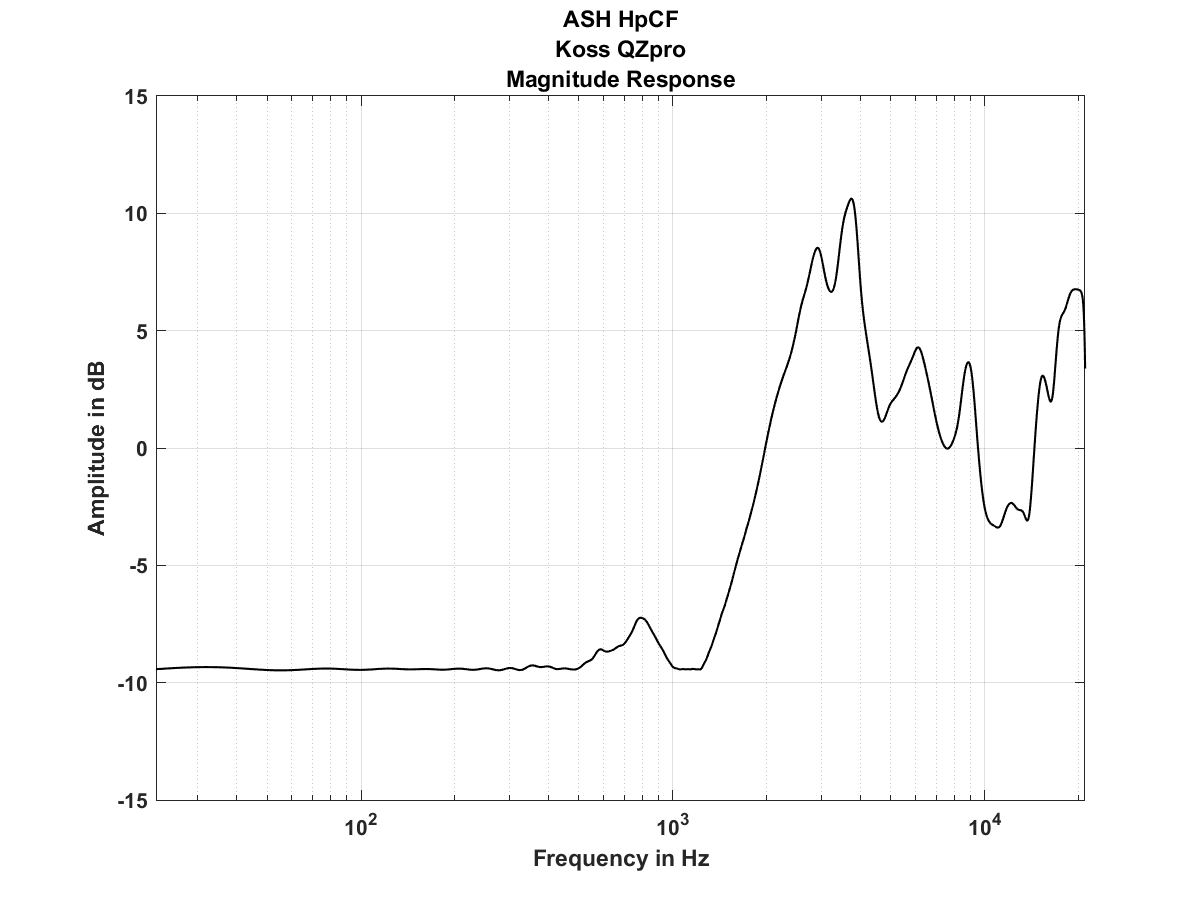 ASH HpCF
Koss QZpro
Magnitude Response
15
10
5
0
-5
-10
-15
Amplitude in dB
10²
10³
10⁴
Frequency in Hz